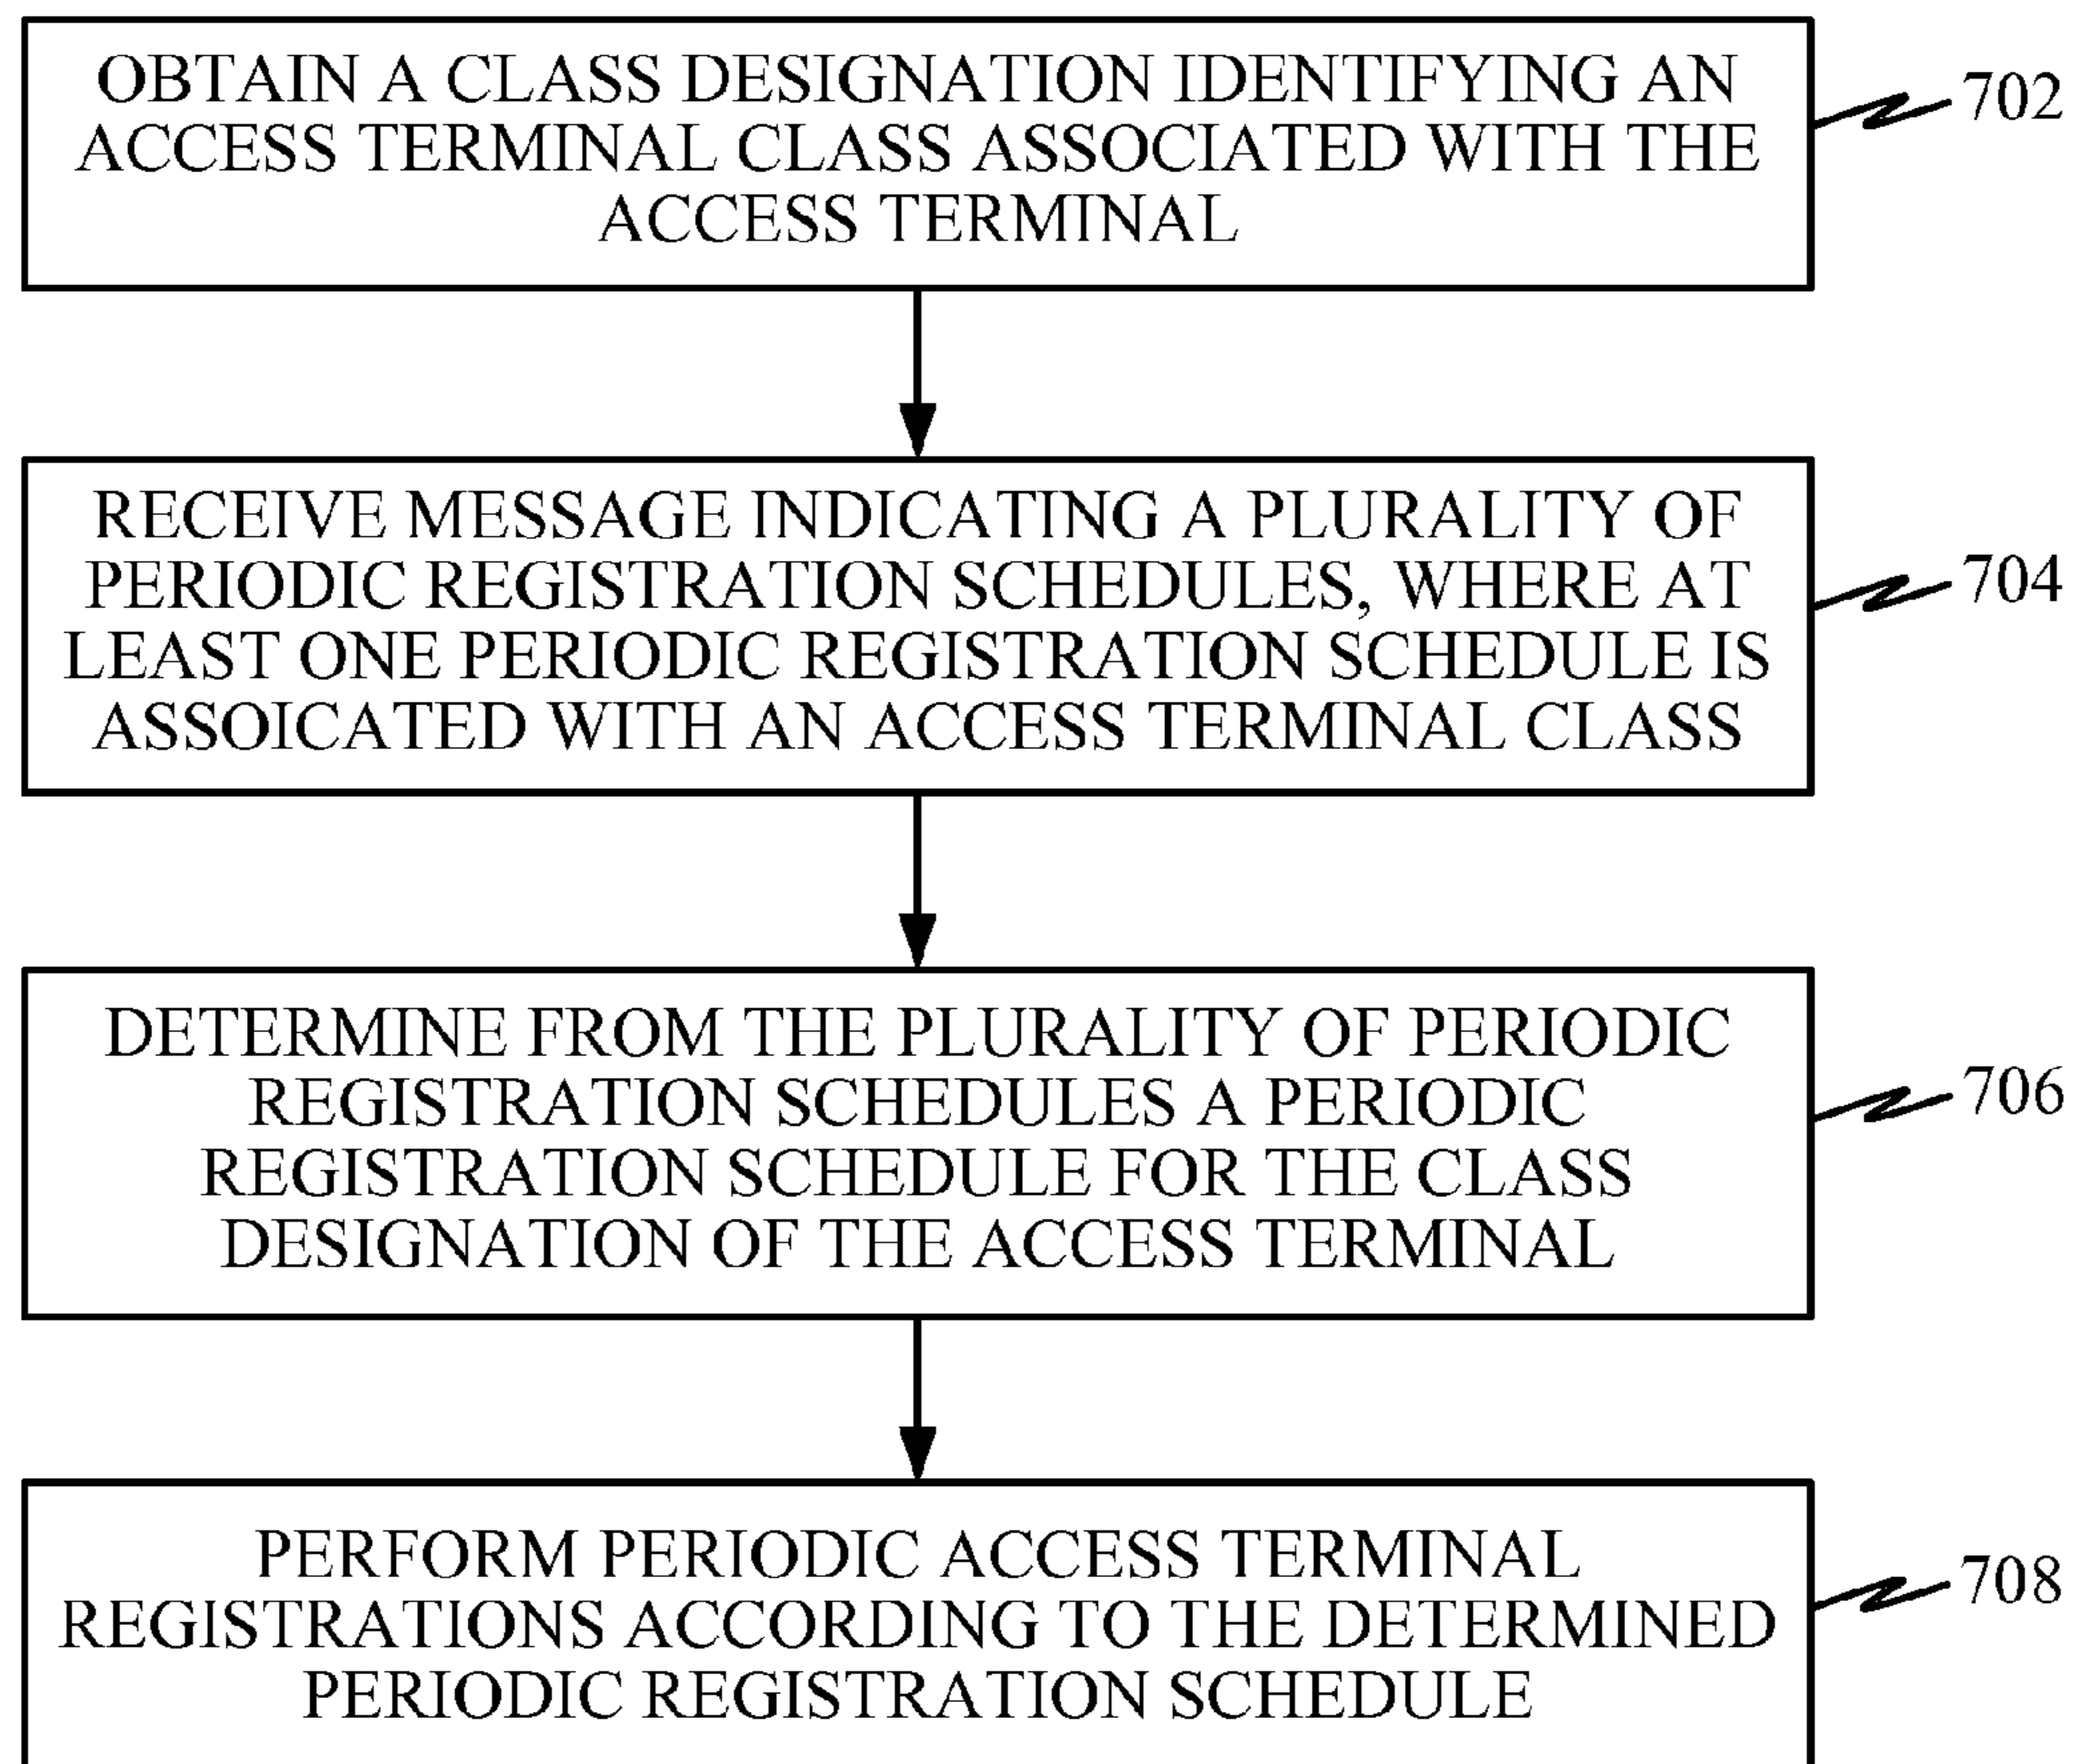 OBTAIN A CLASS DESIGNATION IDENTIFYING AN
ACCESS TERMINAL CLASS ASSOCIATED WITH THE
ACCESS TERMINAL
702
RECEIVE MESSAGE INDICATING A PLURALITY OF
PERIODIC REGISTRATION SCHEDULES, WHERE AT
LEAST ONE PERIODIC REGISTRATION SCHEDULE IS
ASSOICATED WITH AN ACCESS TERMINAL CLASS
704
DETERMINE FROM THE PLURALITY OF PERIODIC
REGISTRATION SCHEDULES A PERIODIC
REGISTRATION SCHEDULE FOR THE CLASS
DESIGNATION OF THE ACCESS TERMINAL
706
PERFORM PERIODIC ACCESS TERMINAL
REGISTRATIONS ACCORDING TO THE DETERMINED
PERIODIC REGISTRATION SCHEDULE
708